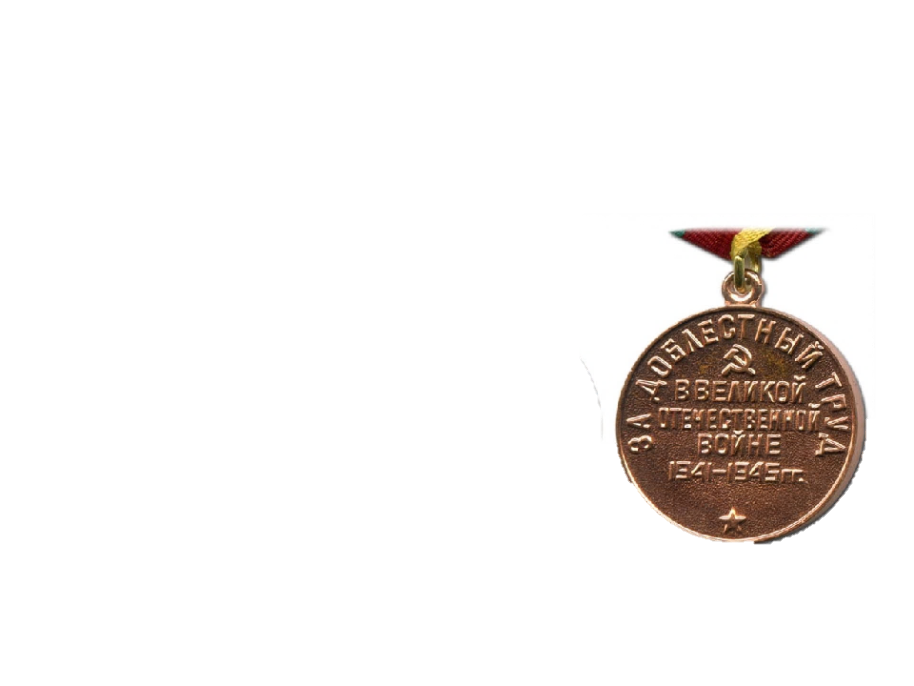 ЗА ДОБЛЕСТНЫЙ ТРУД
В ВЕЛИКОЙ
ОТЕЧЕСТВЕННОЙ
ВОЙНЕ
1941-1945 гг.